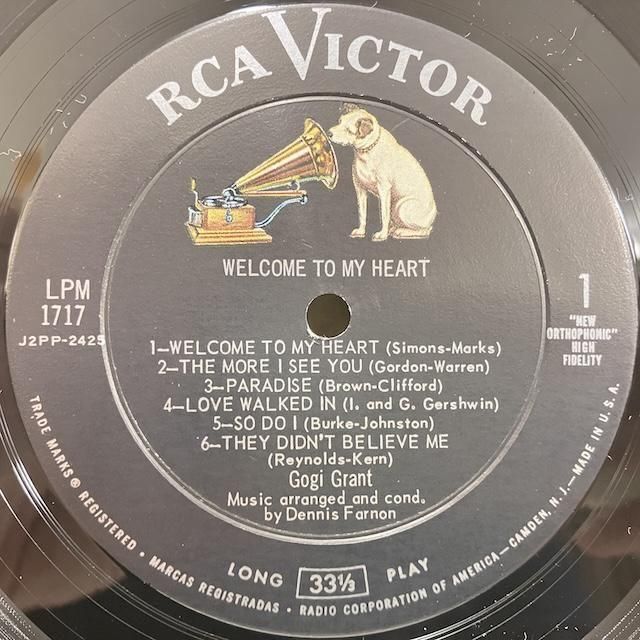 RCA VICTOR
WELCOME TO MY HEART
LPM
1717
J2PP-2425
1
"NEW
ORTHOPHONIC"
HIGH
FIDELITY
1—WELCOME TO MY HEART (Simons-Marks)
2—THE MORE I SEE YOU (Gordon-Warren)
3—PARADISE (Brown-Clifford)
4—LOVE WALKED IN (I. and G. Gershwin)
5—SO DO I (Burke-Johnston)
6—THEY DIDN'T BELIEVE ME
(Reynolds-Kern)
Gogi Grant
Music arranged and cond.
by Dennis Farnon
LONG 33⅓ PLAY
TRADE MARKS ® REGISTERED • MARCAS REGISTRADAS • RADIO CORPORATION OF AMERICA—CAMDEN, N. J.—MADE IN U. S. A.